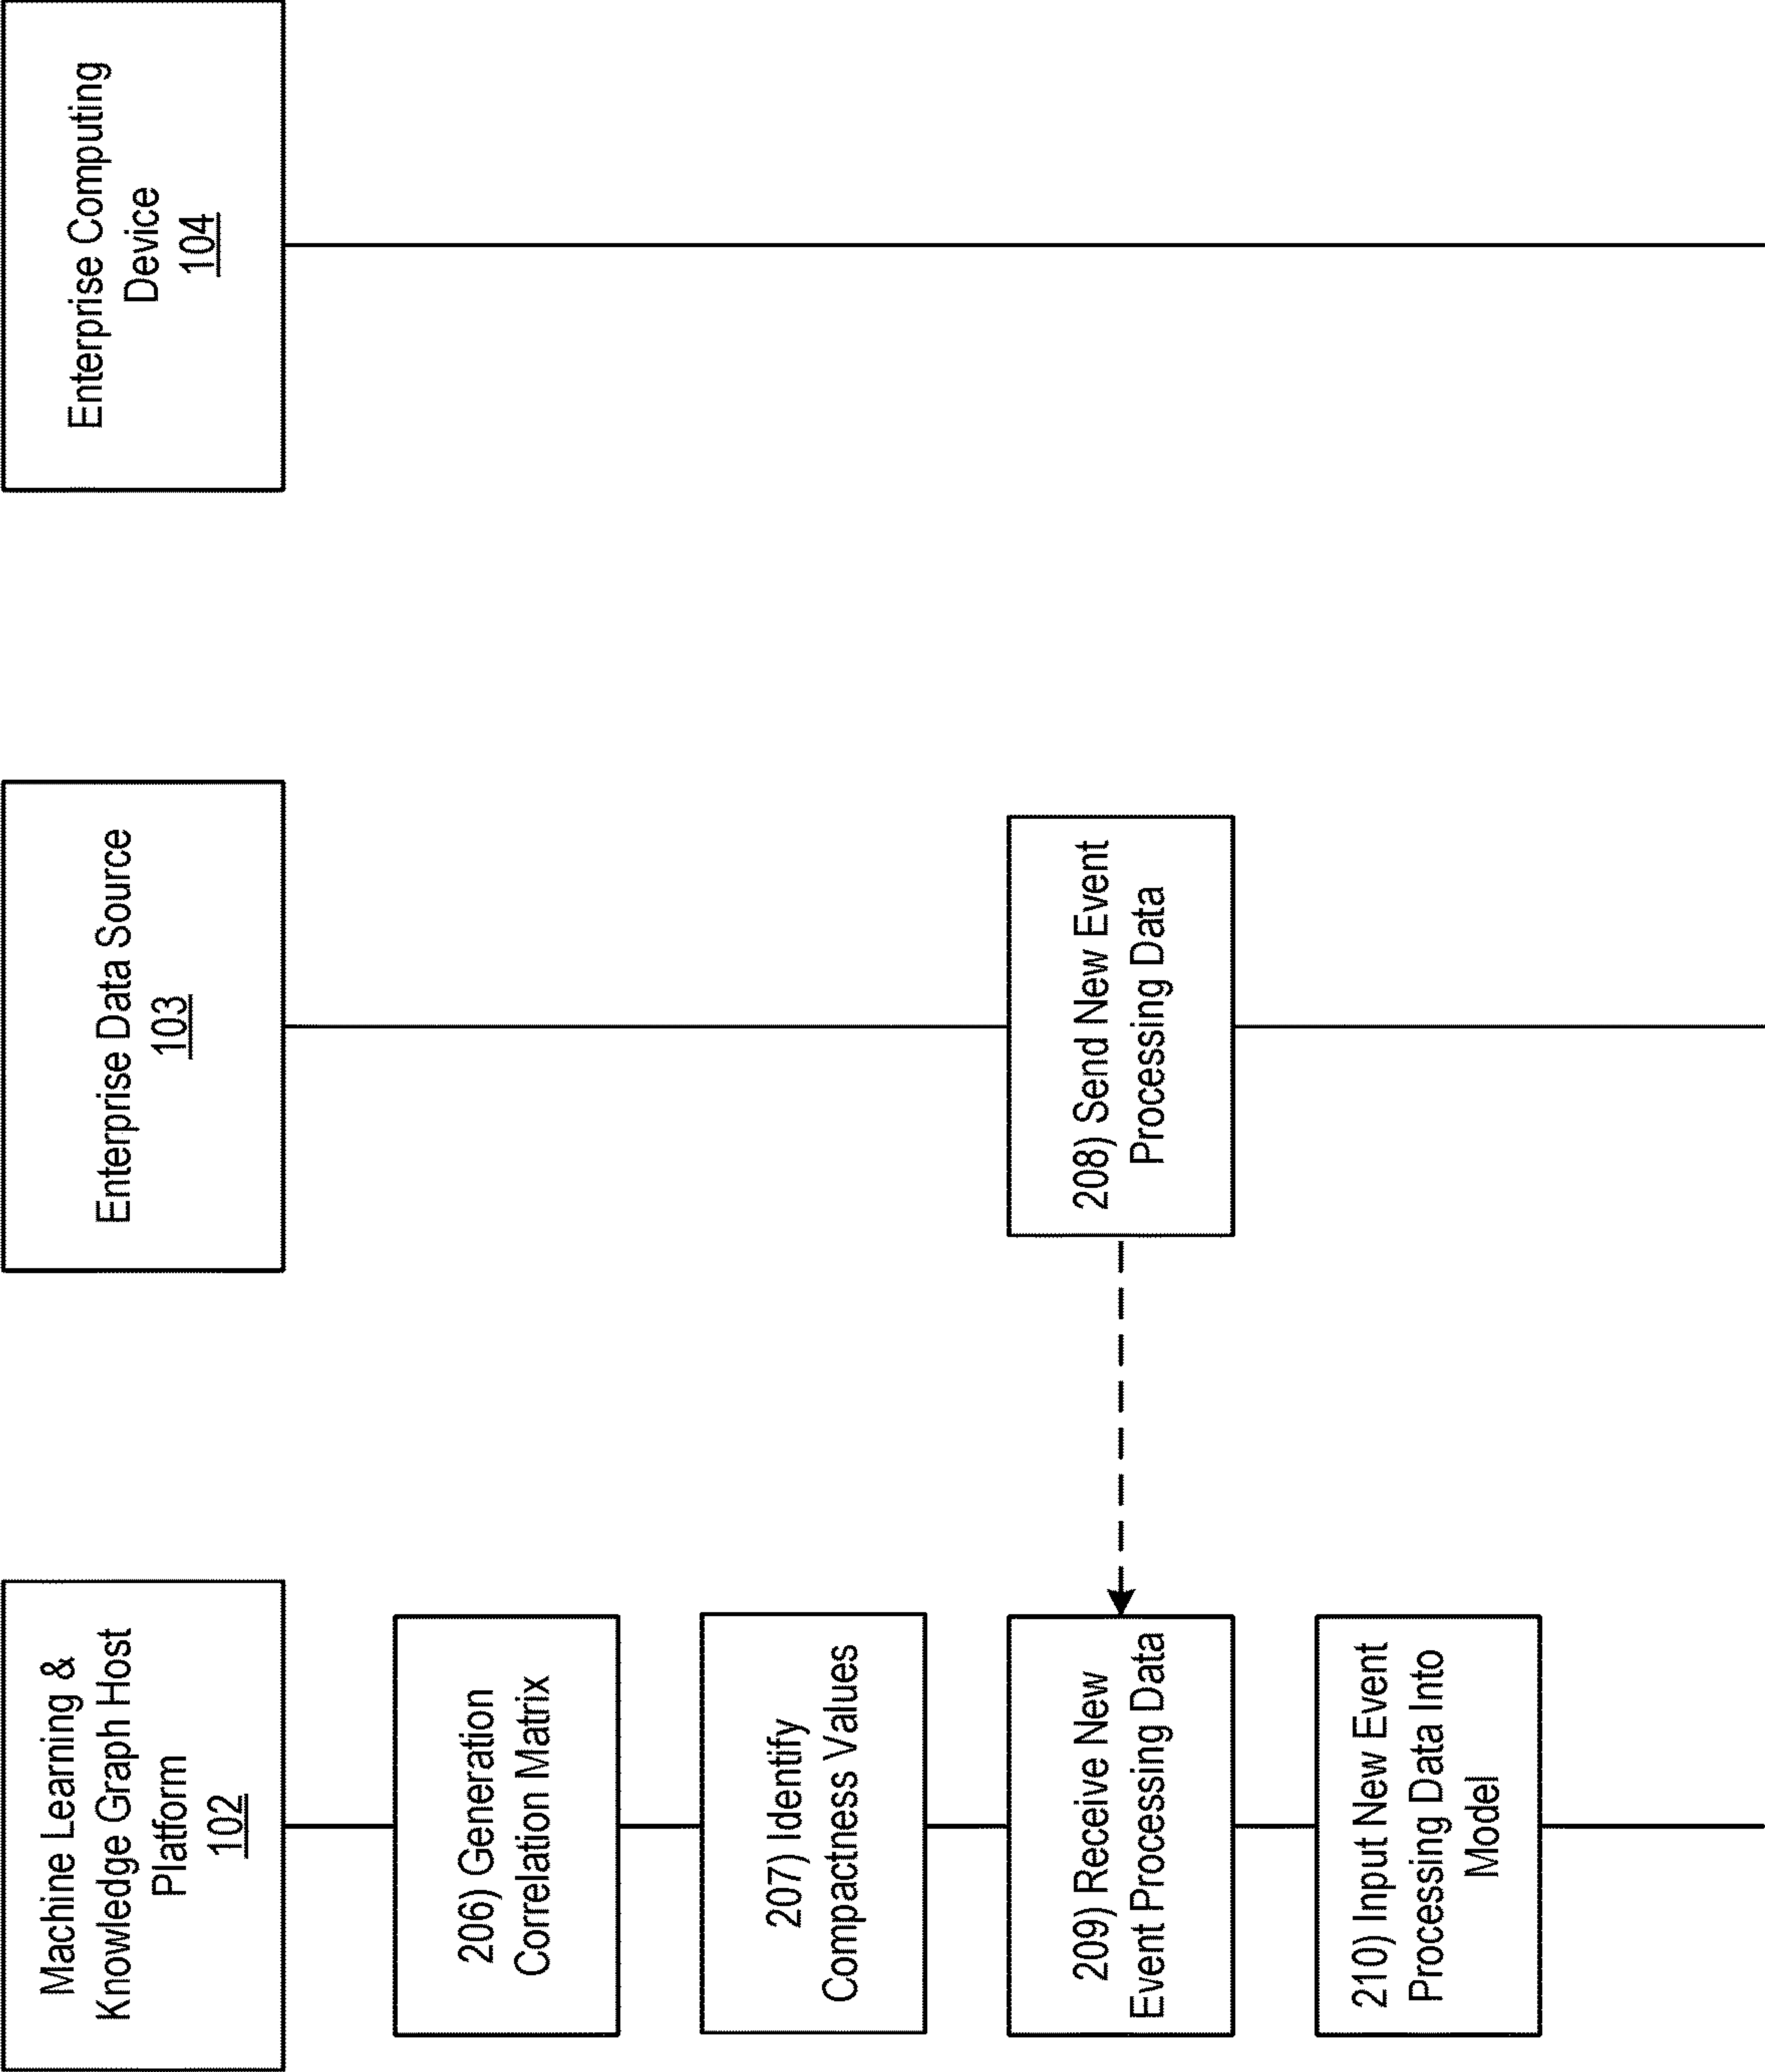 Machine Learning &
Knowledge Graph Host
Platform
102
Enterprise Data Source
103
Enterprise Computing
Device
104
206) Generation
Correlation Matrix
207) Identify
Compactness Values
208) Send New Event
Processing Data
209) Receive New
Event Processing Data
210) Input New Event
Processing Data Into
Model